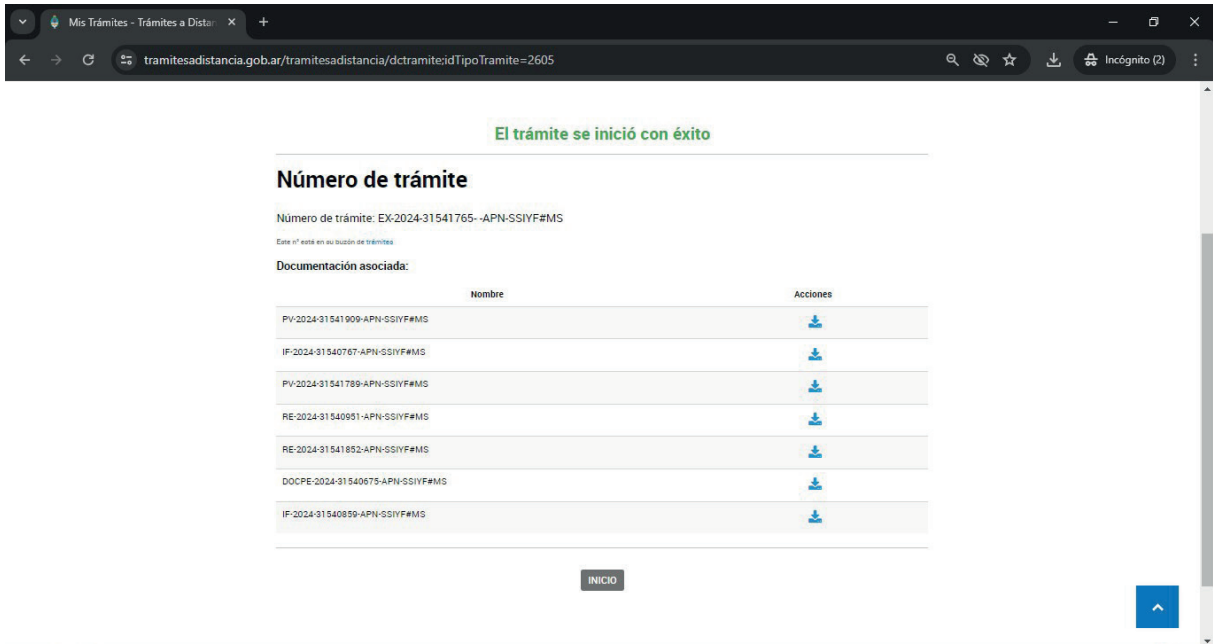 Mis Trámites - Trámites a Distan
tramitesadistancia.gob.ar/tramitesadistancia/dctramite;idTipoTramite=2605
Incógnito (2)
El trámite se inició con éxito
Número de trámite
Número de trámite: EX-2024-31541765- -APN-SSIYF#MS
Este n° está en su buzón de trámites
Documentación asociada:
Nombre Acciones
PV-2024-31541909-APN-SSIYF#MS
IF-2024-31540767-APN-SSIYF#MS
PV-2024-31541789-APN-SSIYF#MS
RE-2024-31540951-APN-SSIYF#MS
RE-2024-31541852-APN-SSIYF#MS
DOCPE-2024-31540675-APN-SSIYF#MS
IF-2024-31540859-APN-SSIYF#MS
INICIO